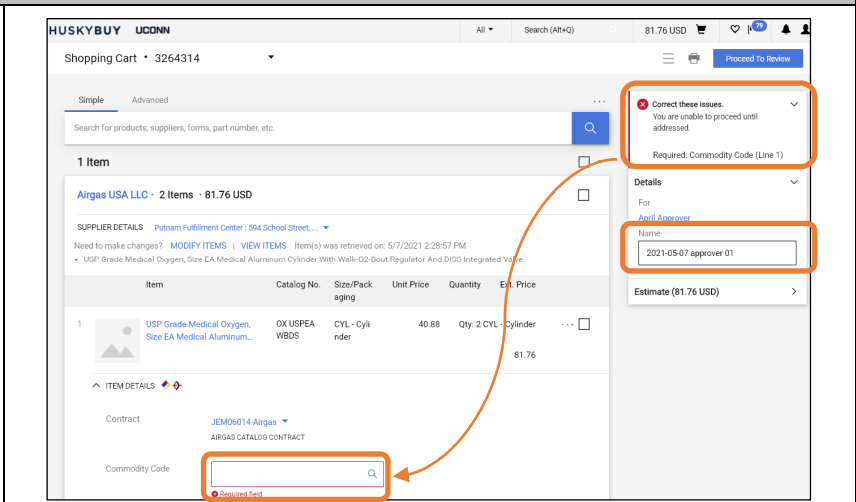 HUSKYBUY UCONN All Search (Alt+Q) 81.76 USD 79
Shopping Cart • 3264314 Proceed To Review
Simple Advanced ...
Search for products, suppliers, forms, part number, etc.
1 Item
Airgas USA LLC · 2 Items · 81.76 USD
SUPPLIER DETAILS Putnam Fulfillment Center : 594 School Street, ...
Need to make changes? MODIFY ITEMS | VIEW ITEMS Item(s) was retrieved on: 5/7/2021 2:28:57 PM
USP Grade Medical Oxygen, Size EA Medical Aluminum Cylinder With Walk-O2-Bout Regulator And DISS Integrated Valve
Item Catalog No. Size/Pack Unit Price Quantity Ext. Price
aging
1 USP Grade Medical Oxygen, OX USPEA CYL - Cyli 40.88 Qty: 2 CYL - Cylinder ...
Size EA Medical Aluminum... WBDS nder
81.76
ITEM DETAILS
Contract JEM06014-Airgas
AIRGAS CATALOG CONTRACT
Commodity Code
Required field
Correct these issues.
You are unable to proceed until
addressed.
Required: Commodity Code (Line 1)
Details
For
April Approver
Name
2021-05-07 approver 01
Estimate (81.76 USD)